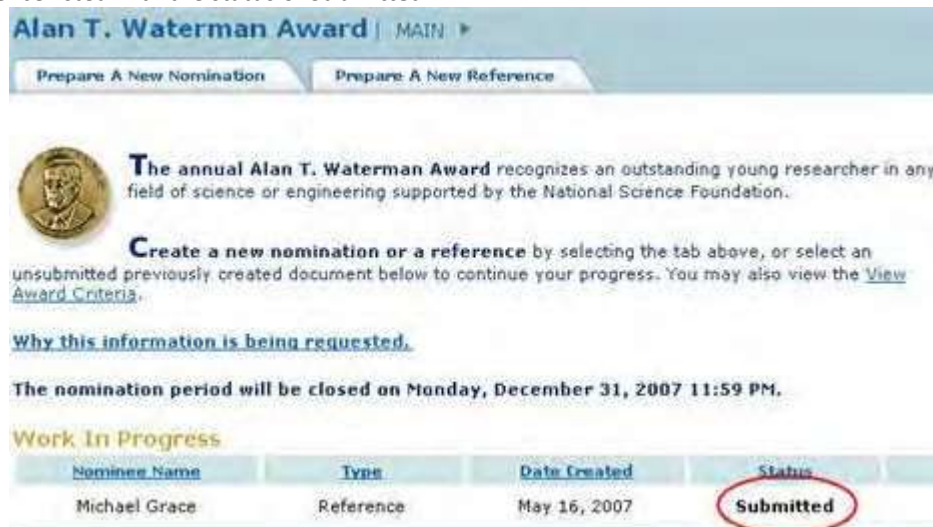 Alan T. Waterman Award | MAIN
Prepare A New Nomination
Prepare A New Reference
The annual Alan T. Waterman Award recognizes an outstanding young researcher in any
field of science or engineering supported by the National Science Foundation.
Create a new nomination or a reference by selecting the tab above, or select an
unsubmitted previously created document below to continue your progress. You may also view the View
Award Criteria.
Why this information is being requested.
The nomination period will be closed on Monday, December 31, 2007 11:59 PM.
Work In Progress
Nominee Name Type Date Created Status
Michael Grace Reference May 16, 2007 Submitted